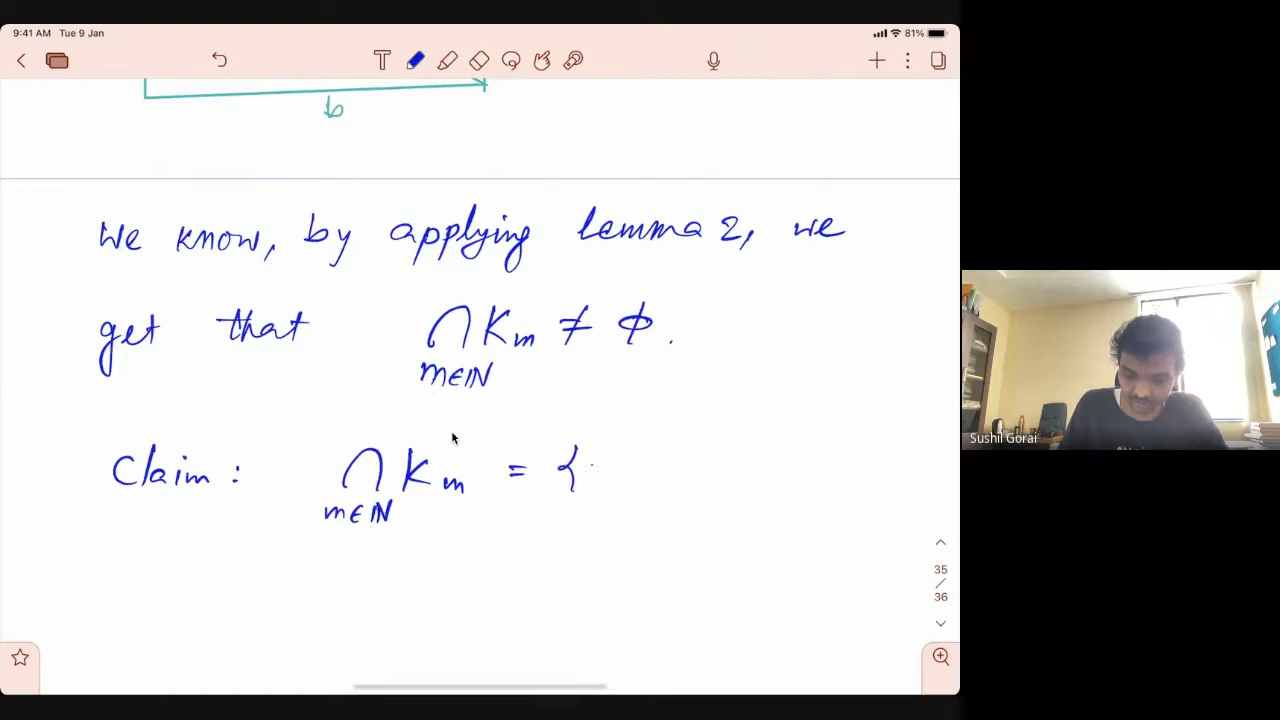 9:41 AM Tue 9 Jan 81%
T
b
We know, by applying lemma 2, we
get that ∩ Km ≠ ϕ.
m∈ℕ
Claim: ∩ Km = {
m∈ℕ
35
/
36
Sushil Gorai